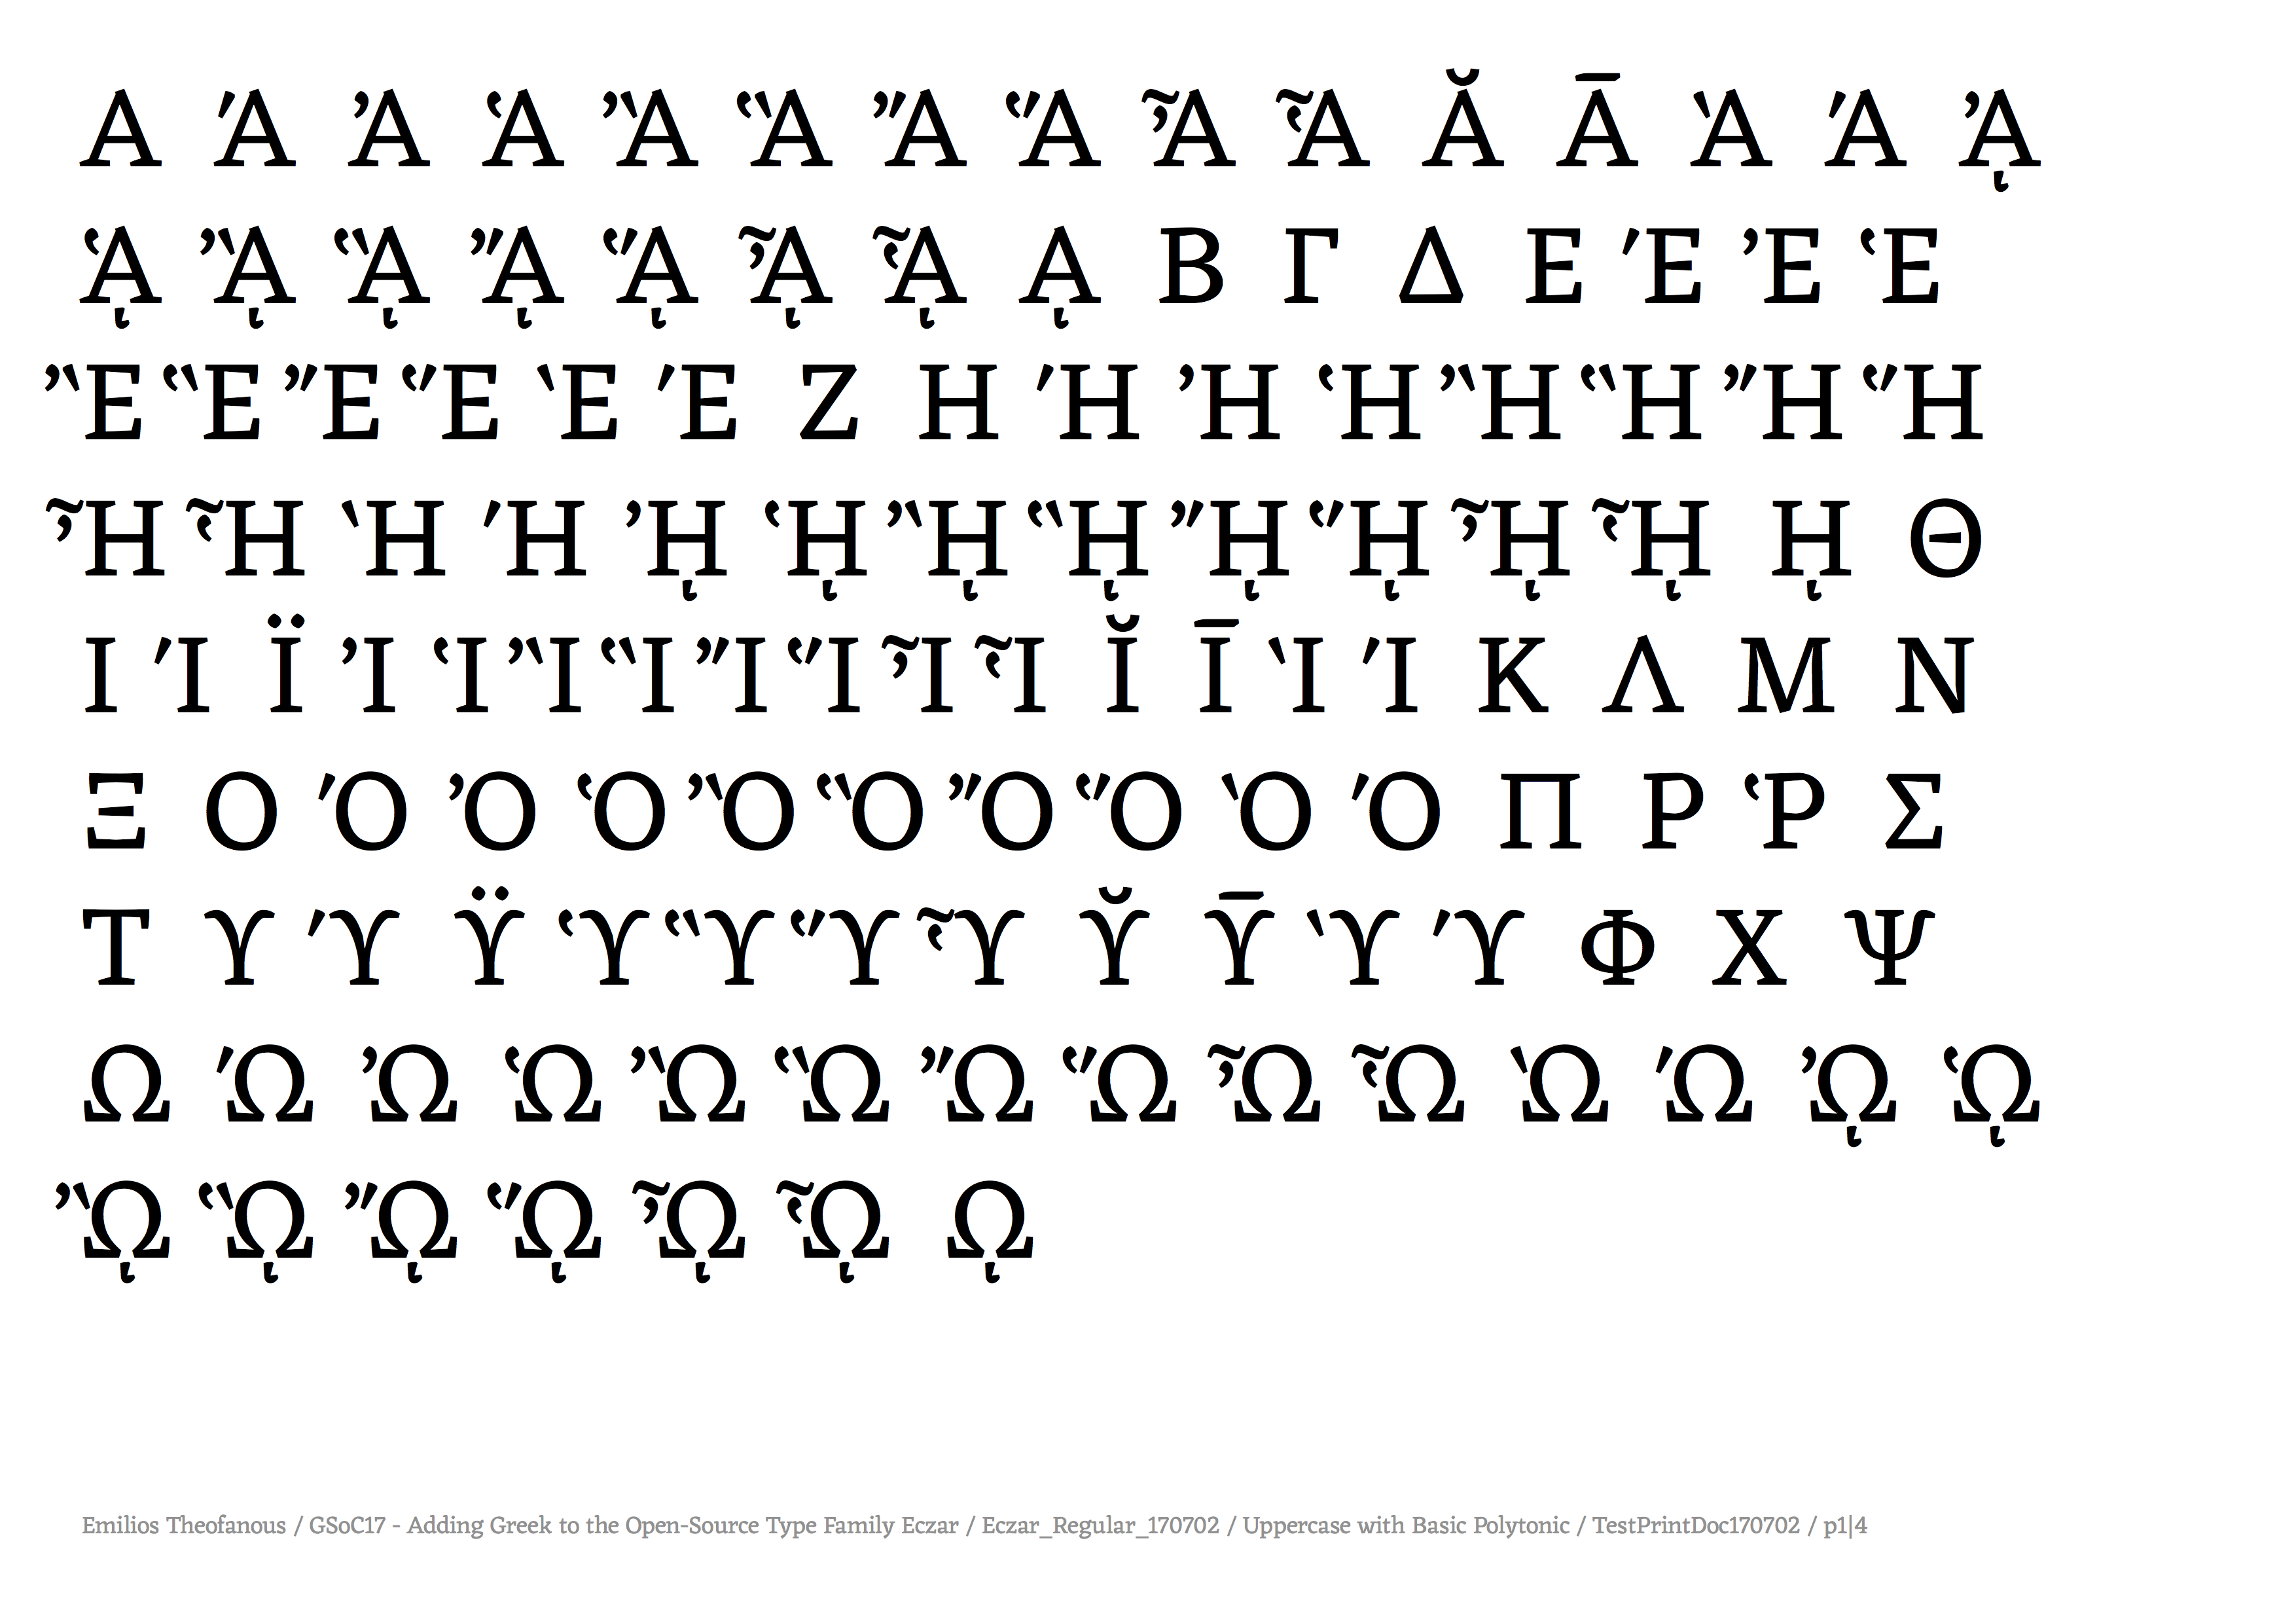 Α Ά Ἀ Ἁ Ἂ Ἃ Ἄ Ἅ Ἆ Ἇ Ᾰ Ᾱ Ὰ Ά ᾈ
ᾉ ᾊ ᾋ ᾌ ᾍ ᾎ ᾏ ᾼ Β Γ Δ Ε Έ Ἐ Ἑ
Ἒ Ἓ Ἔ Ἕ Ὲ Έ Ζ Η Ή Ἠ Ἡ Ἢ Ἣ Ἤ Ἥ
Ἦ Ἧ Ὴ Ή ᾘ ᾙ ᾚ ᾛ ᾜ ᾝ ᾞ ᾟ ῌ Θ
Ι Ί Ϊ Ἰ Ἱ Ἲ Ἳ Ἴ Ἵ Ἶ Ἷ Ῐ Ῑ Ὶ Ί Κ Λ Μ Ν
Ξ Ο Ό Ὀ Ὁ Ὂ Ὃ Ὄ Ὅ Ὸ Ό Π Ρ Ῥ Σ
Τ Υ Ύ Ϋ Ὑ Ὓ Ὕ Ὗ Ῠ Ῡ Ὺ Ύ Φ Χ Ψ
Ω Ώ Ὠ Ὡ Ὢ Ὣ Ὤ Ὥ Ὦ Ὧ Ὼ Ώ ᾨ ᾩ
ᾪ ᾫ ᾬ ᾭ ᾮ ᾯ ῼ
Emilios Theofanous / GSoC17 - Adding Greek to the Open-Source Type Family Eczar / Eczar_Regular_170702 / Uppercase with Basic Polytonic / TestPrintDoc170702 / p1|4